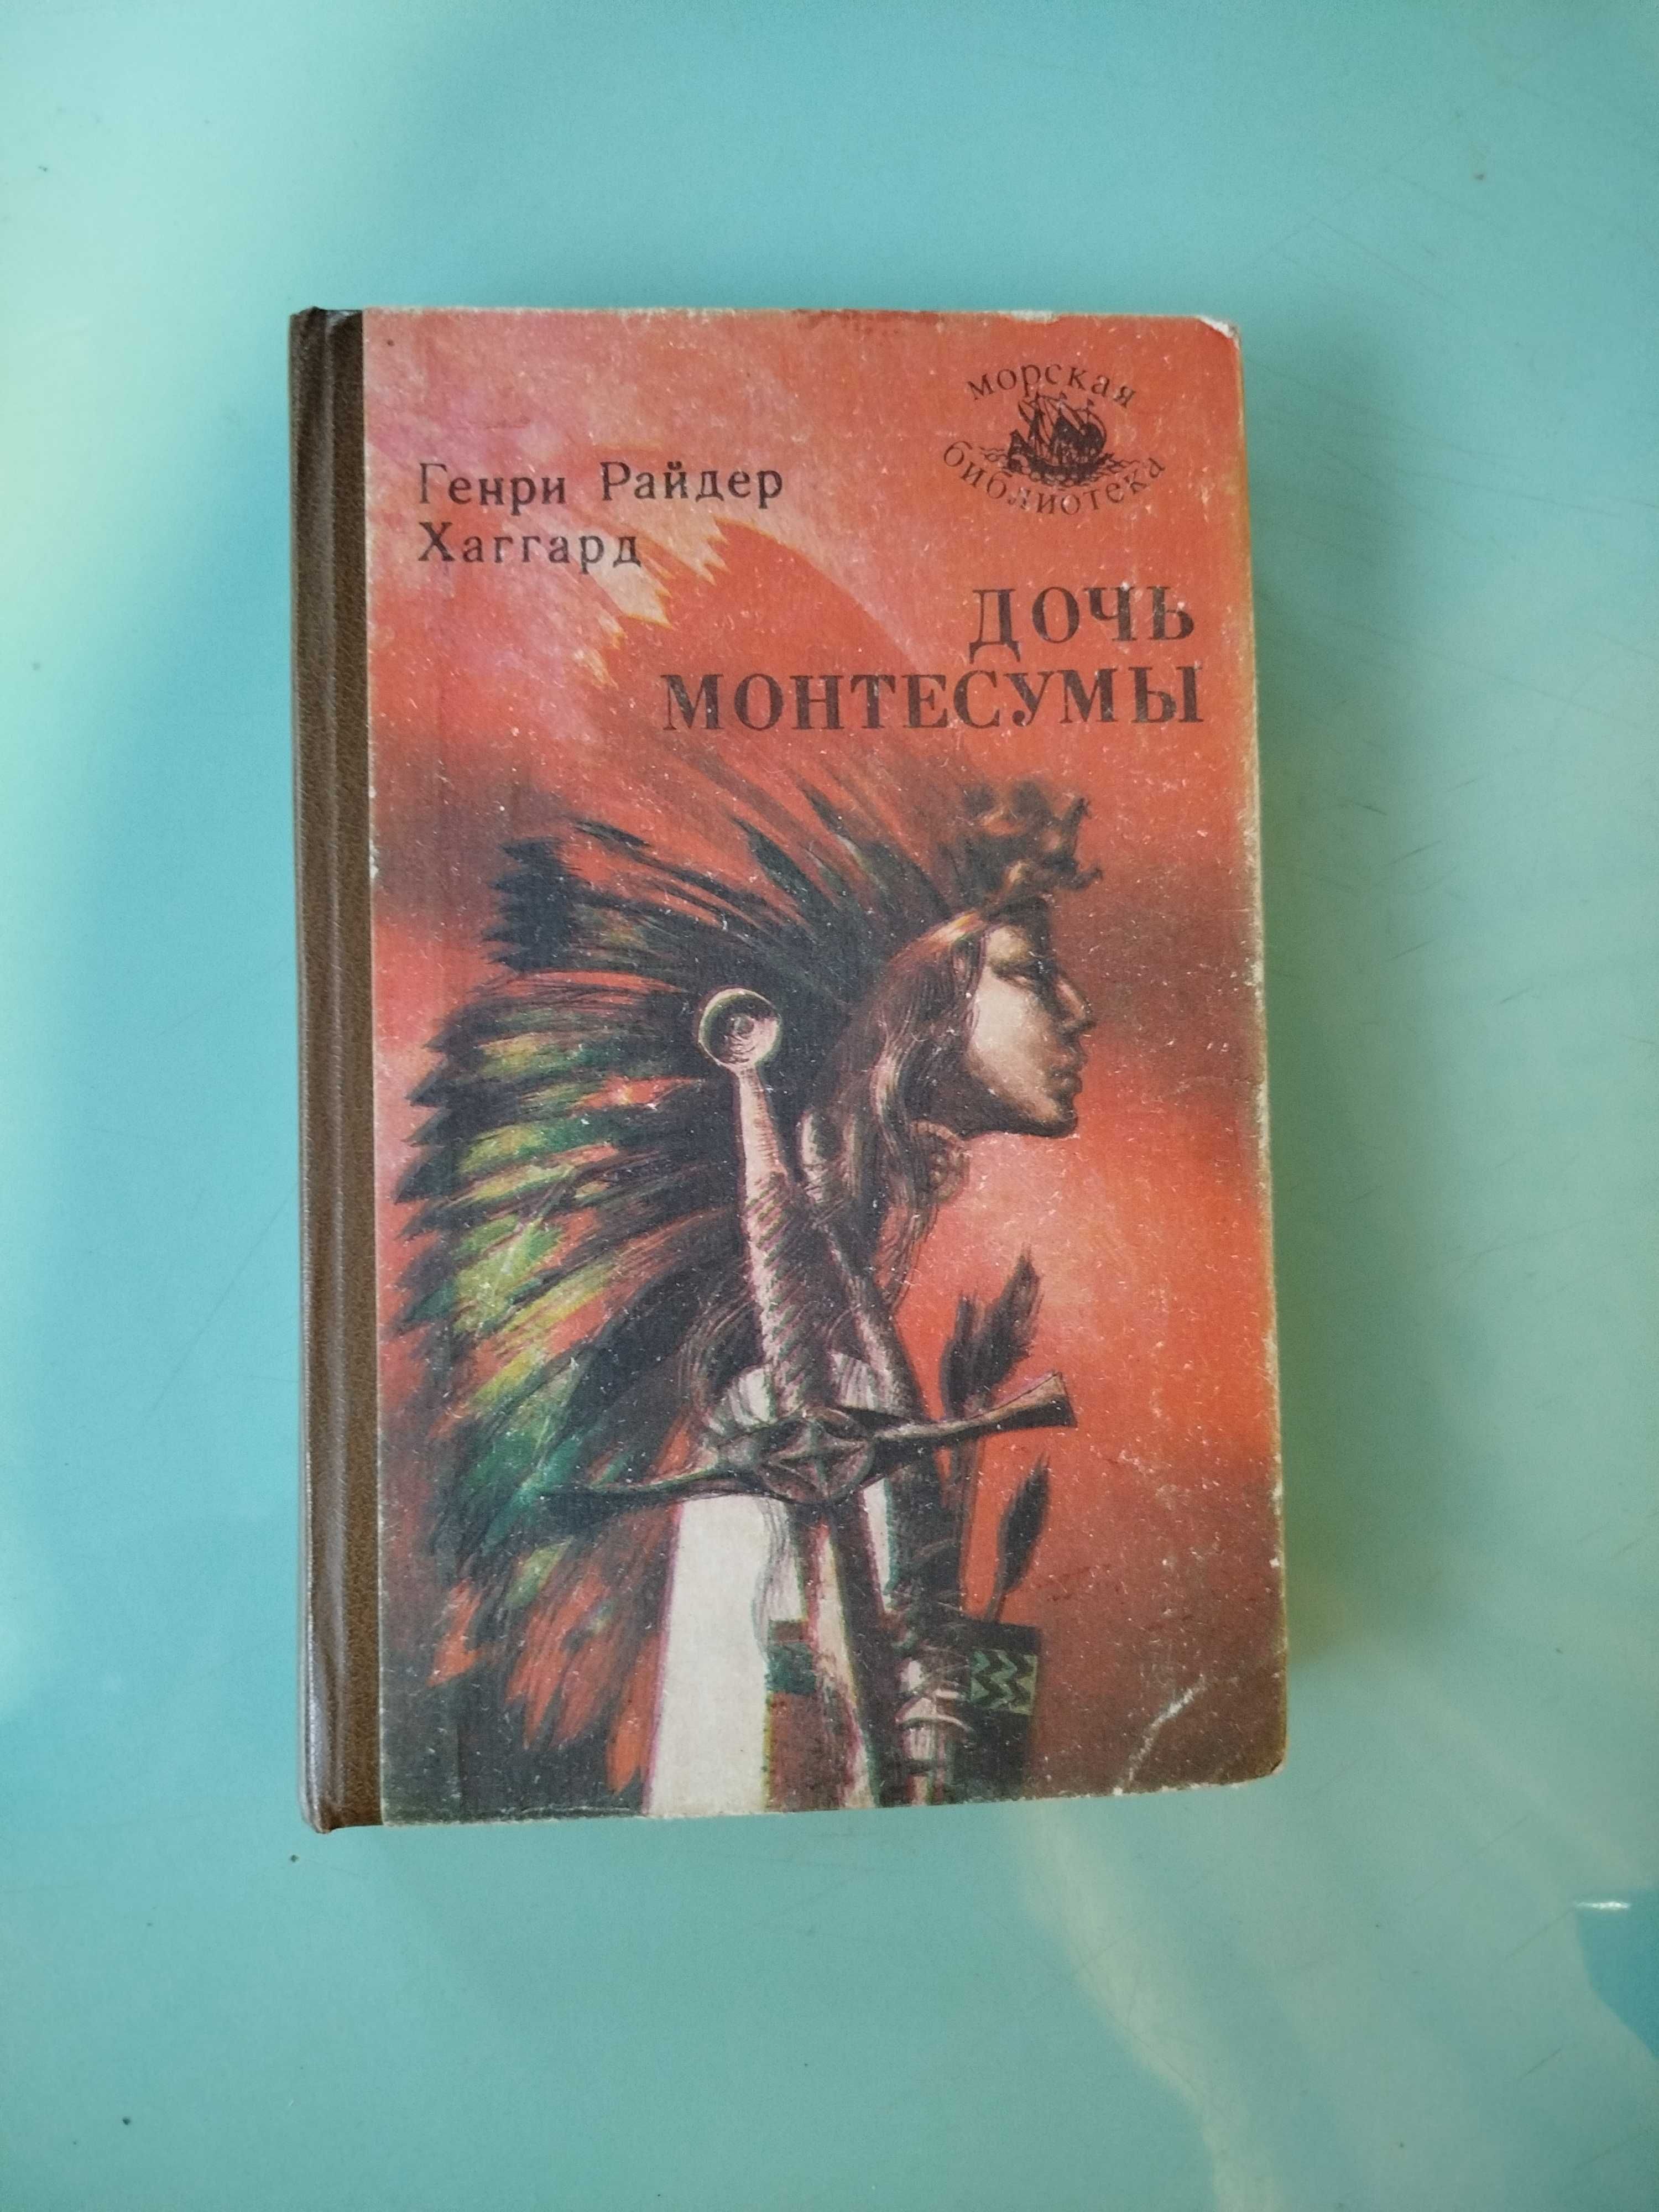 морская
библиотека
Генри Райдер
Хаггард
ДОЧЬ
МОНТЕСУМЫ